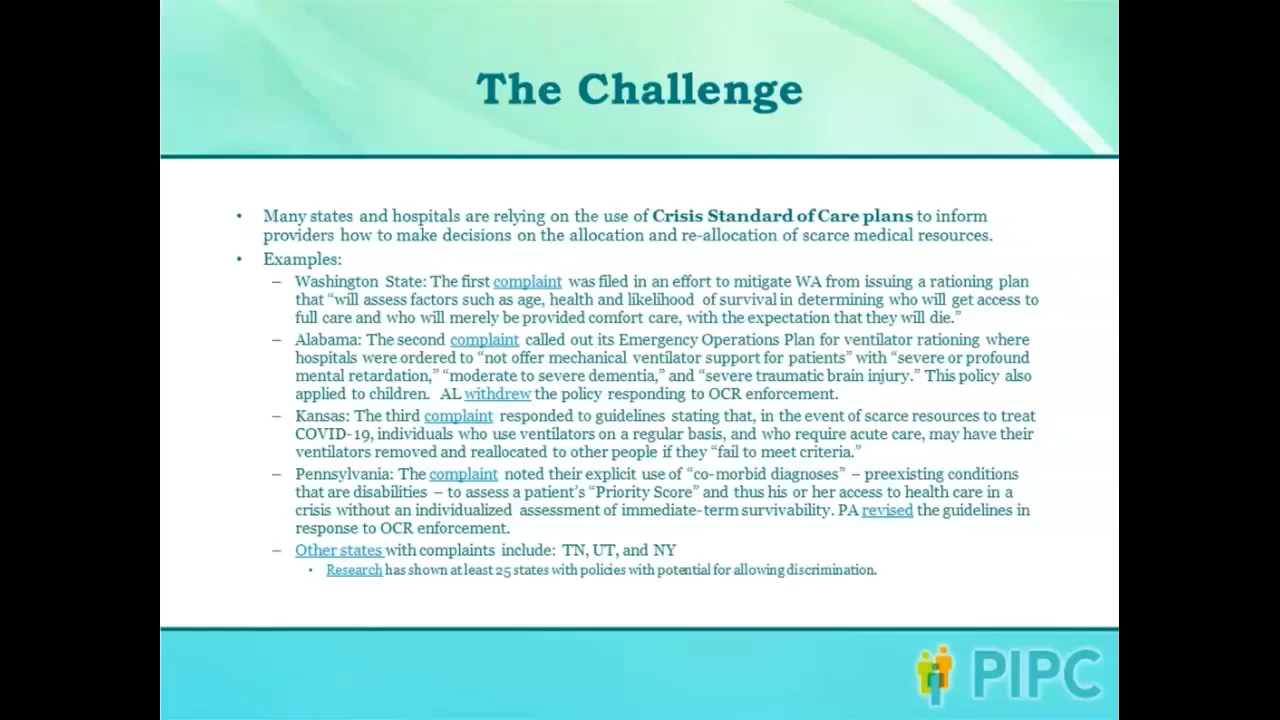 The Challenge
• Many states and hospitals are relying on the use of Crisis Standard of Care plans to inform
providers how to make decisions on the allocation and re-allocation of scarce medical resources.
• Examples:
– Washington State: The first complaint was filed in an effort to mitigate WA from issuing a rationing plan
that “will assess factors such as age, health and likelihood of survival in determining who will get access to
full care and who will merely be provided comfort care, with the expectation that they will die.”
– Alabama: The second complaint called out its Emergency Operations Plan for ventilator rationing where
hospitals were ordered to “not offer mechanical ventilator support for patients” with “severe or profound
mental retardation,” “moderate to severe dementia,” and “severe traumatic brain injury.” This policy also
applied to children. AL withdrew the policy responding to OCR enforcement.
– Kansas: The third complaint responded to guidelines stating that, in the event of scarce resources to treat
COVID-19, individuals who use ventilators on a regular basis, and who require acute care, may have their
ventilators removed and reallocated to other people if they “fail to meet criteria.”
– Pennsylvania: The complaint noted their explicit use of “co-morbid diagnoses” – preexisting conditions
that are disabilities – to assess a patient’s “Priority Score” and thus his or her access to health care in a
crisis without an individualized assessment of immediate-term survivability. PA revised the guidelines in
response to OCR enforcement.
– Other states with complaints include: TN, UT, and NY
• Research has shown at least 25 states with policies with potential for allowing discrimination.
PIPC